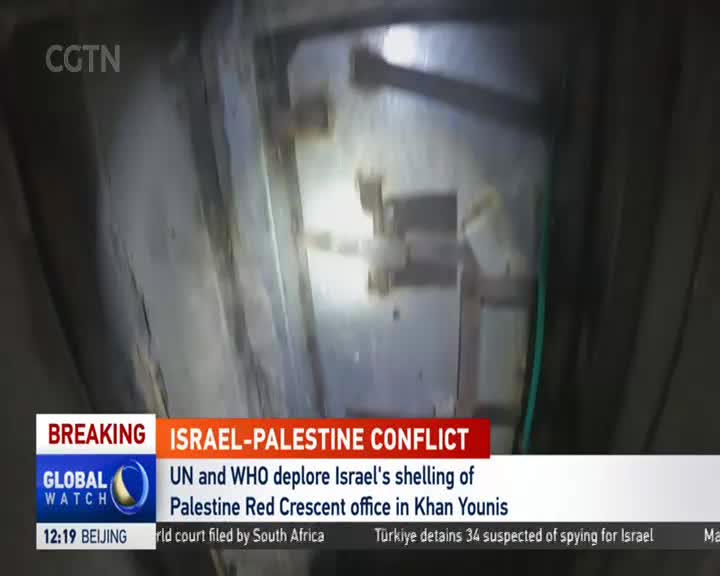 CGTN
BREAKING
ISRAEL-PALESTINE CONFLICT
GLOBAL
WATCH
UN and WHO deplore Israel's shelling of
Palestine Red Crescent office in Khan Younis
12:19 BEIJING
rld court filed by South Africa
Türkiye detains 34 suspected of spying for Israel
Ma